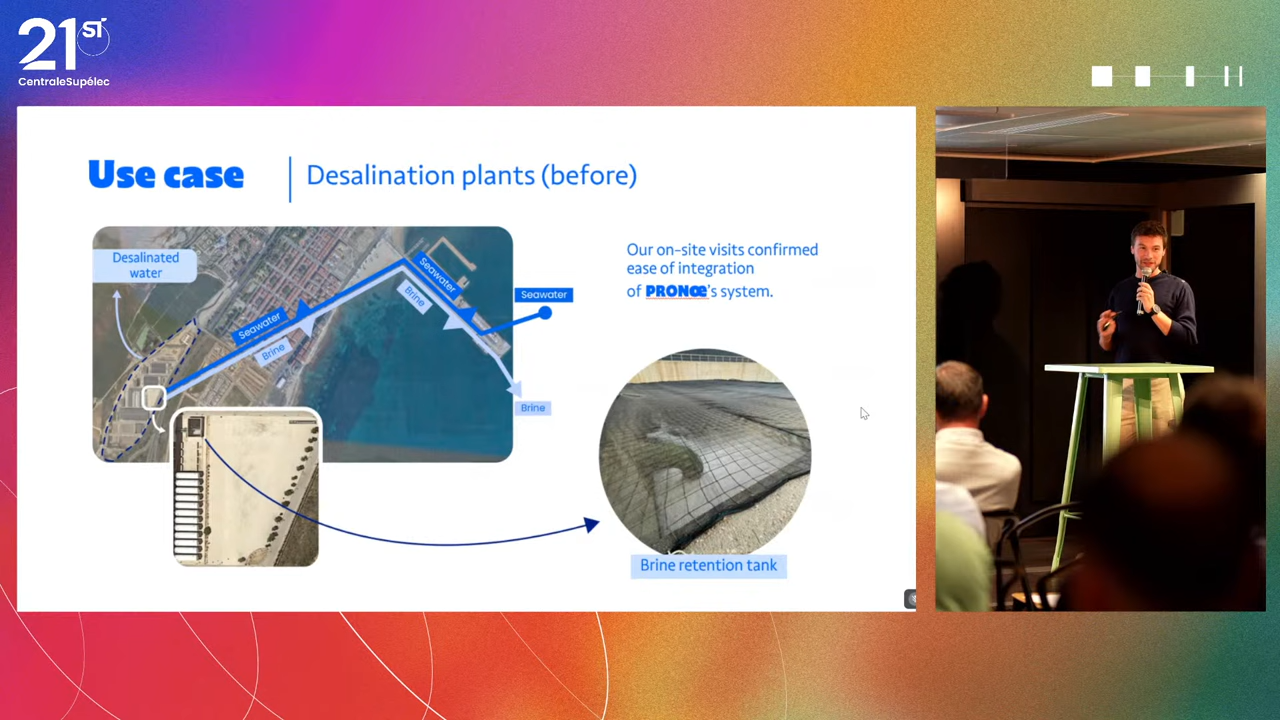 21st
CentraleSupélec
Use case
Desalination plants (before)
Desalinated
water
Seawater
Brine
Seawater
Brine
Seawater
Brine
Our on-site visits confirmed
ease of integration
of PRONœ's system.
Brine retention tank